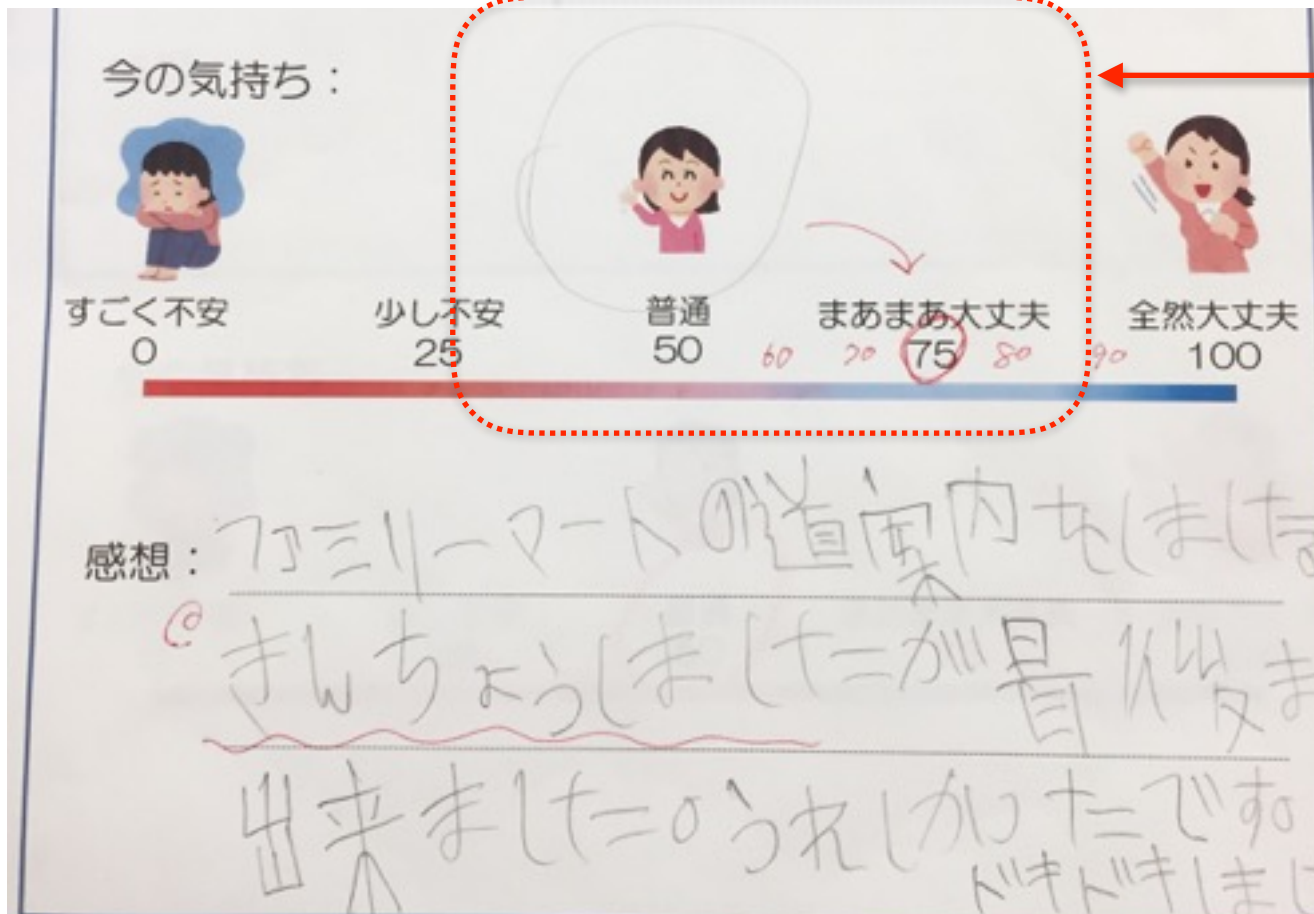 今の気持ち：
すごく不安 少し不安 普通 まあまあ大丈夫 全然大丈夫
0 25 50 60 70 75 80 90 100
感想：ファミリーマートの道案内をしました
きんちょうしましたが最後ま
出来ました。うれしかったです。
ドキドキしまし